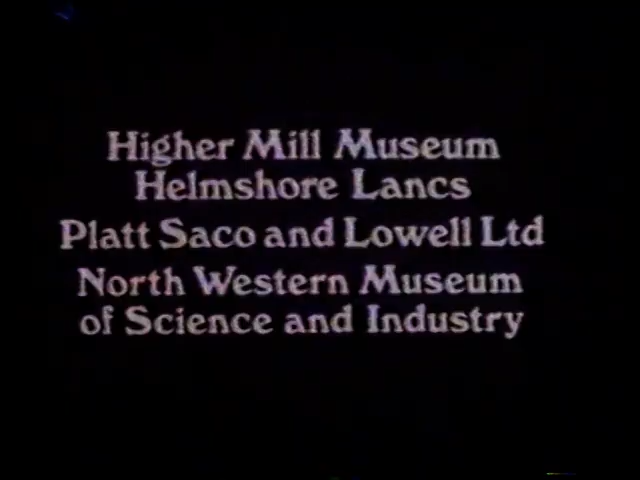 Higher Mill Museum
Helmshore Lancs
Platt Saco and Lowell Ltd
North Western Museum
of Science and Industry